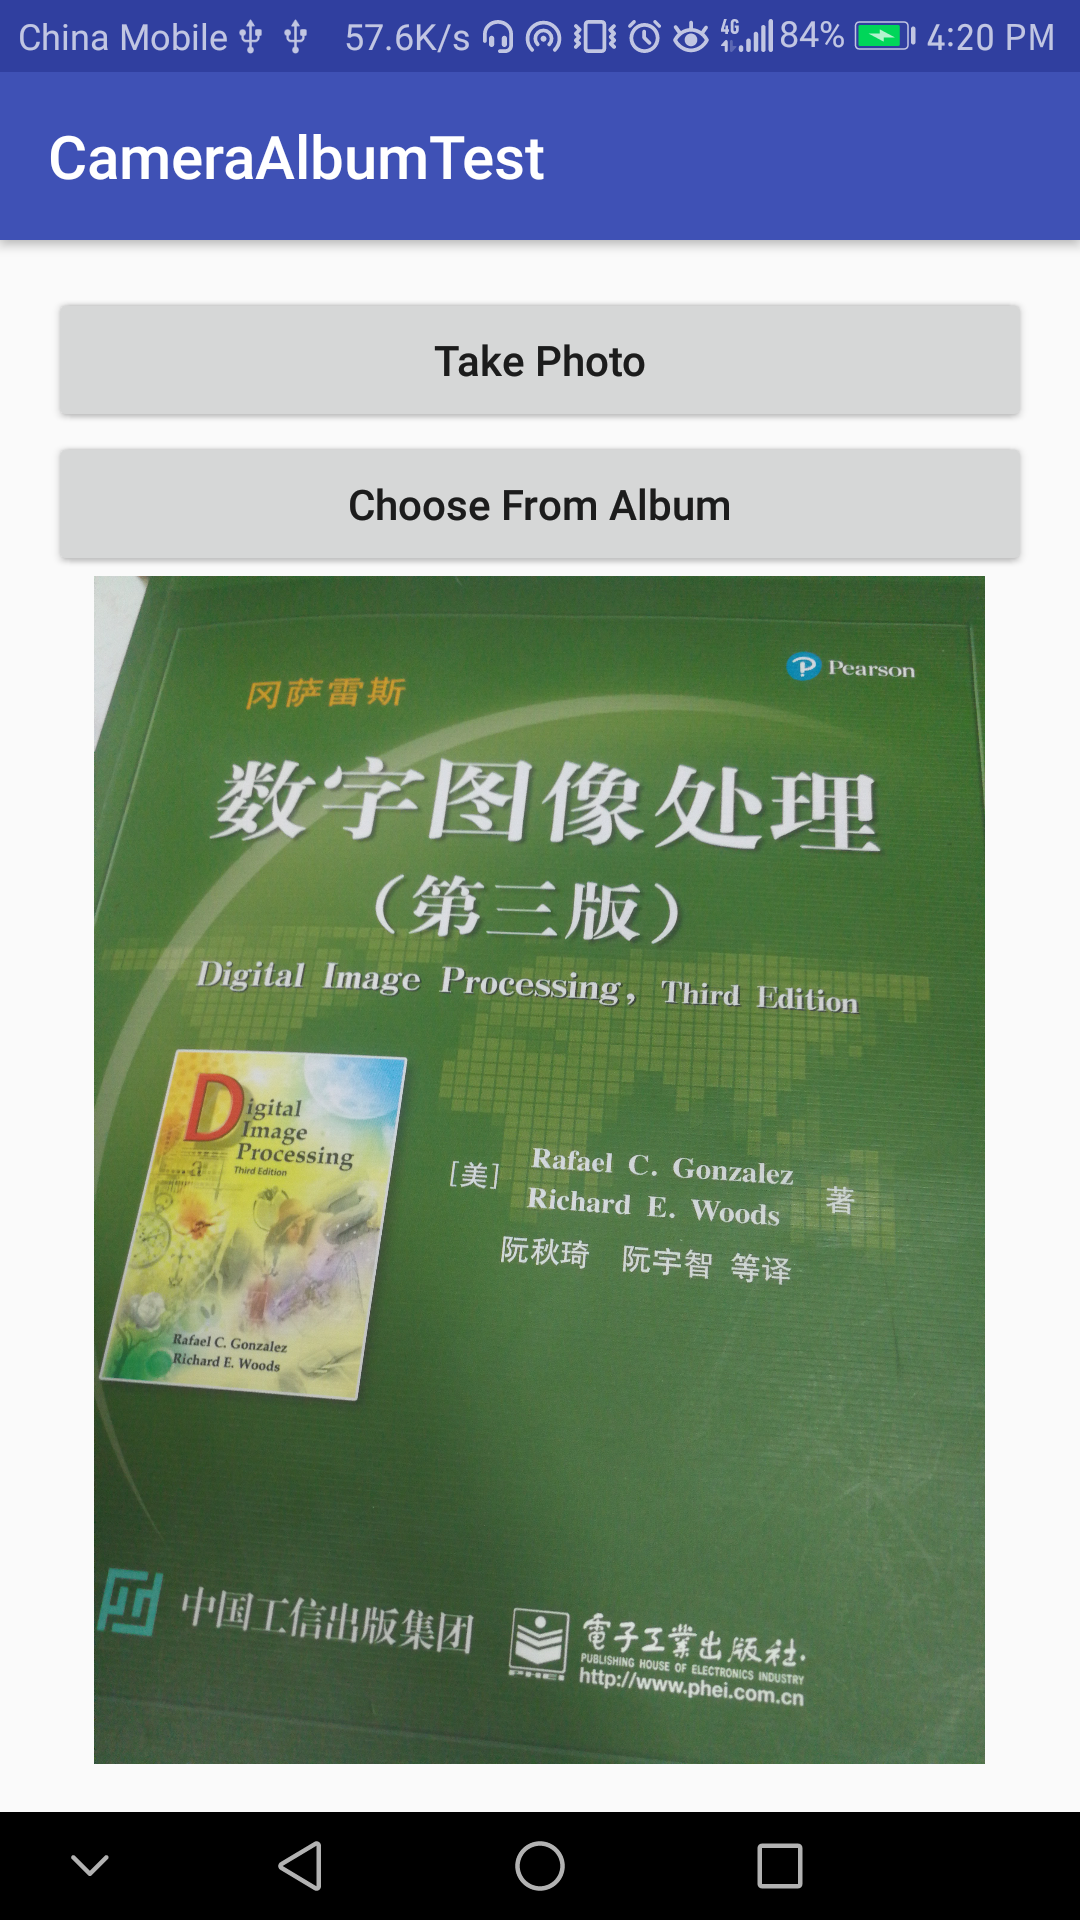 China Mobile 57.6K/s 4G 84% 4:20 PM
CameraAlbumTest
Take Photo
Choose From Album
Pearson
冈萨雷斯
数字图像处理
（第三版）
Digital Image Processing, Third Edition
Digital
Image
Processing
Third Edition
Rafael C. Gonzalez
Richard E. Woods
[美] Rafael C. Gonzalez
Richard E. Woods 著
阮秋琦 阮宇智 等译
中国工信出版集团
電子工業出版社.
PUBLISHING HOUSE OF ELECTRONICS INDUSTRY
PHEI
http://www.phei.com.cn